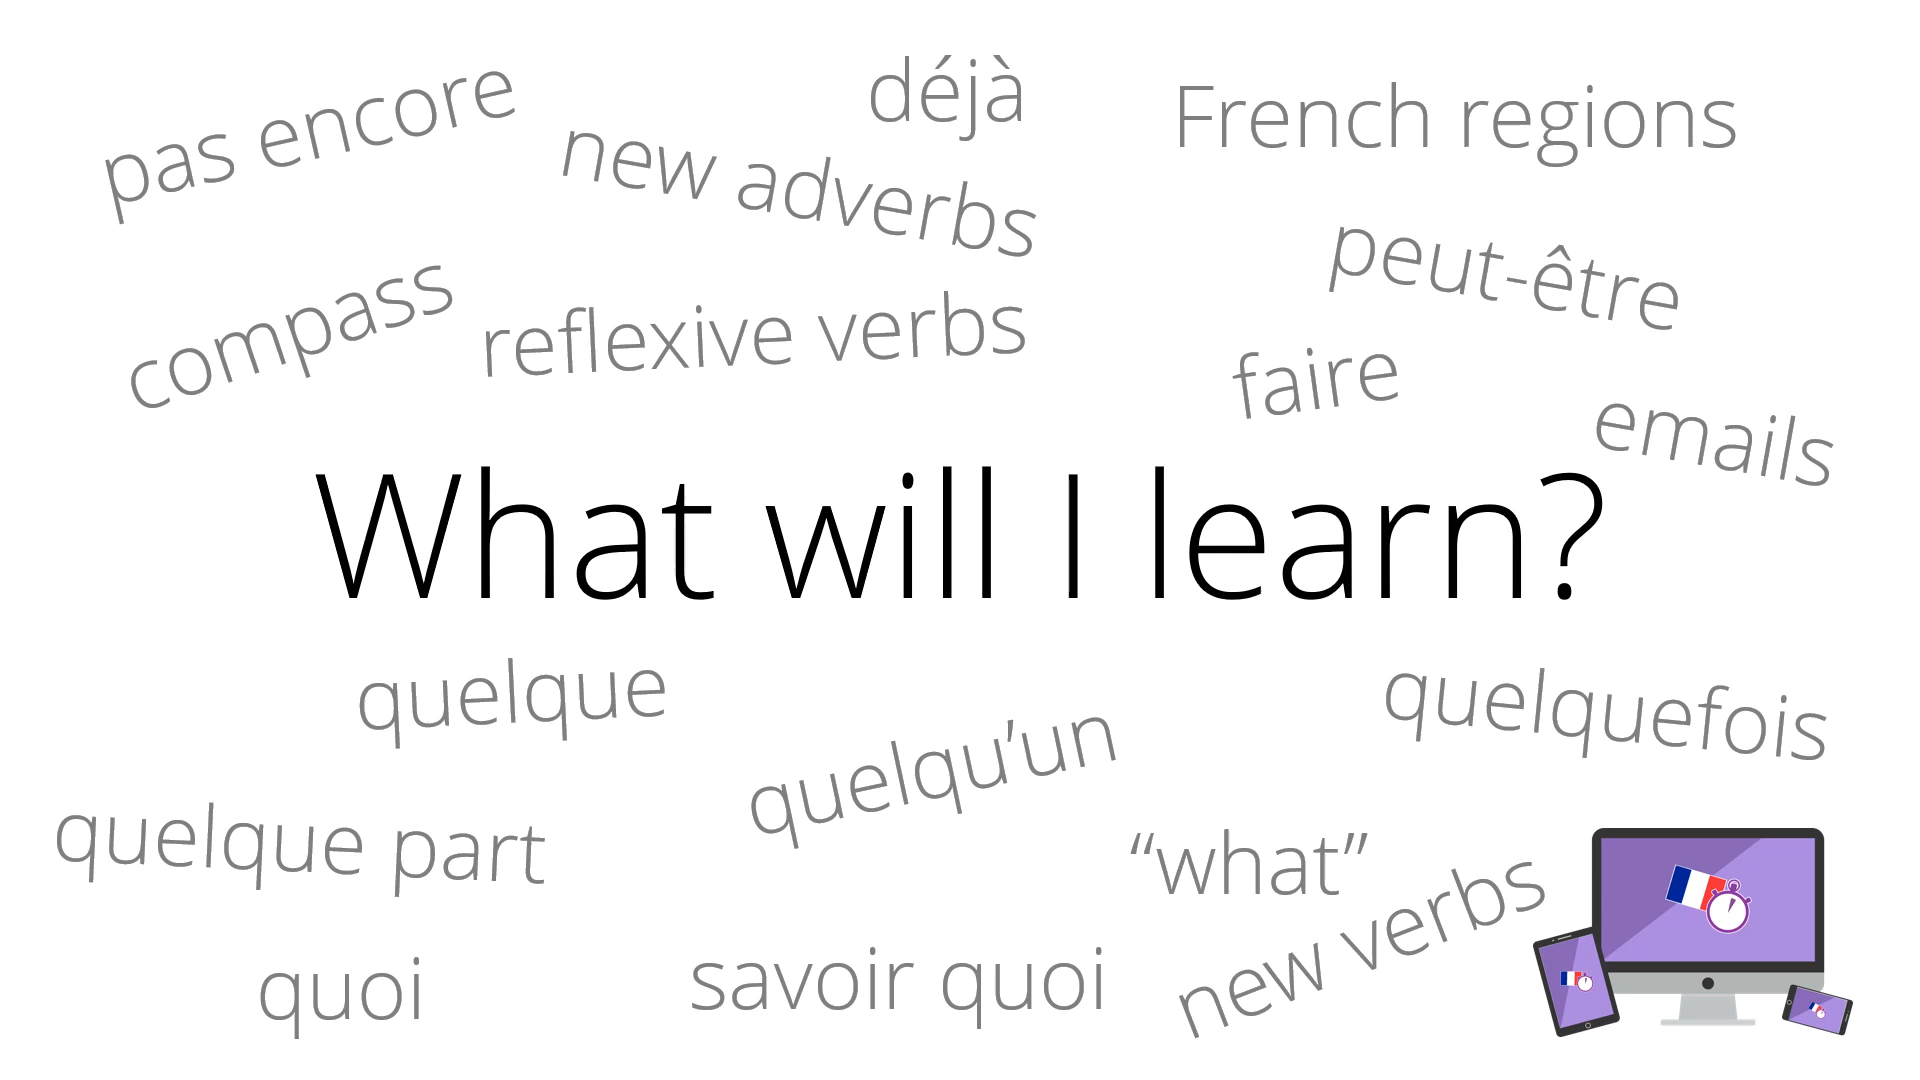 déjà
pas encore
French regions
new adverbs
peut-être
compass
reflexive verbs
faire
emails
What will I learn?
quelque
quelquefois
quelqu’un
quelque part
“what”
new verbs
quoi
savoir quoi